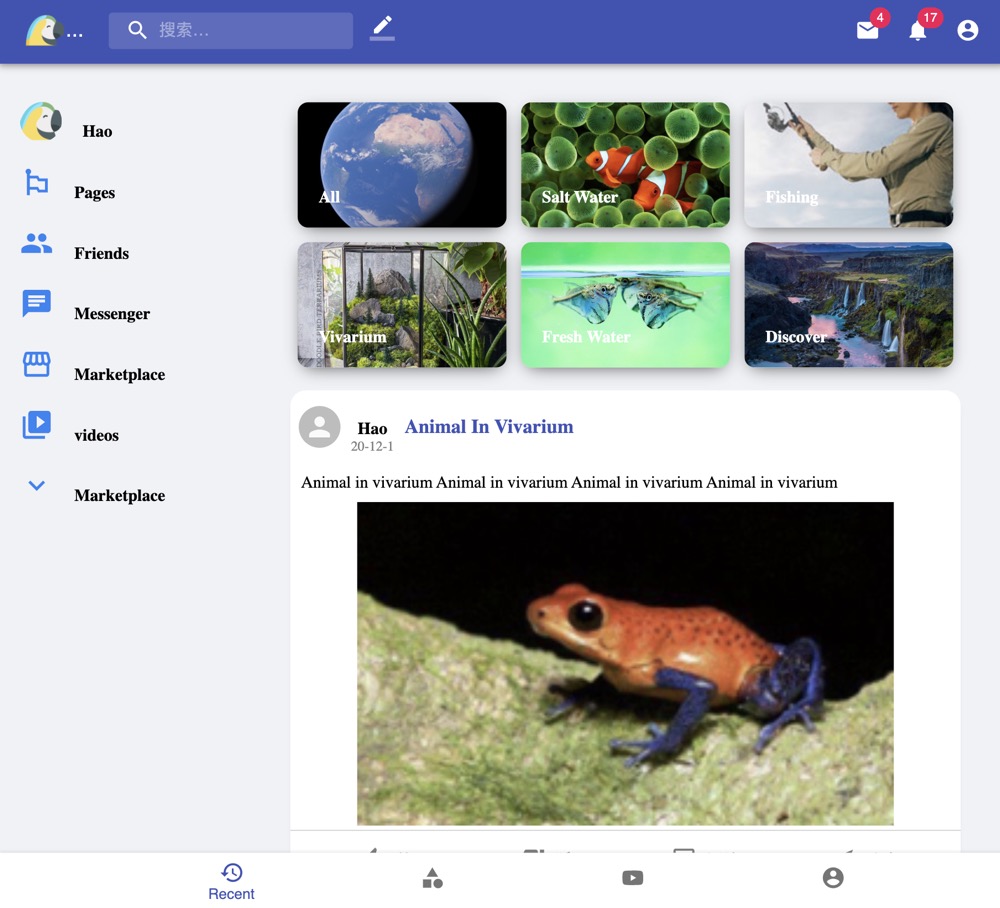 ...
搜索...
4
17
Hao
Pages
Friends
Messenger
Marketplace
videos
Marketplace
All
Salt Water
Fishing
Vivarium
Fresh Water
Discover
Hao
Animal In Vivarium
20-12-1
Animal in vivarium Animal in vivarium Animal in vivarium Animal in vivarium
Recent